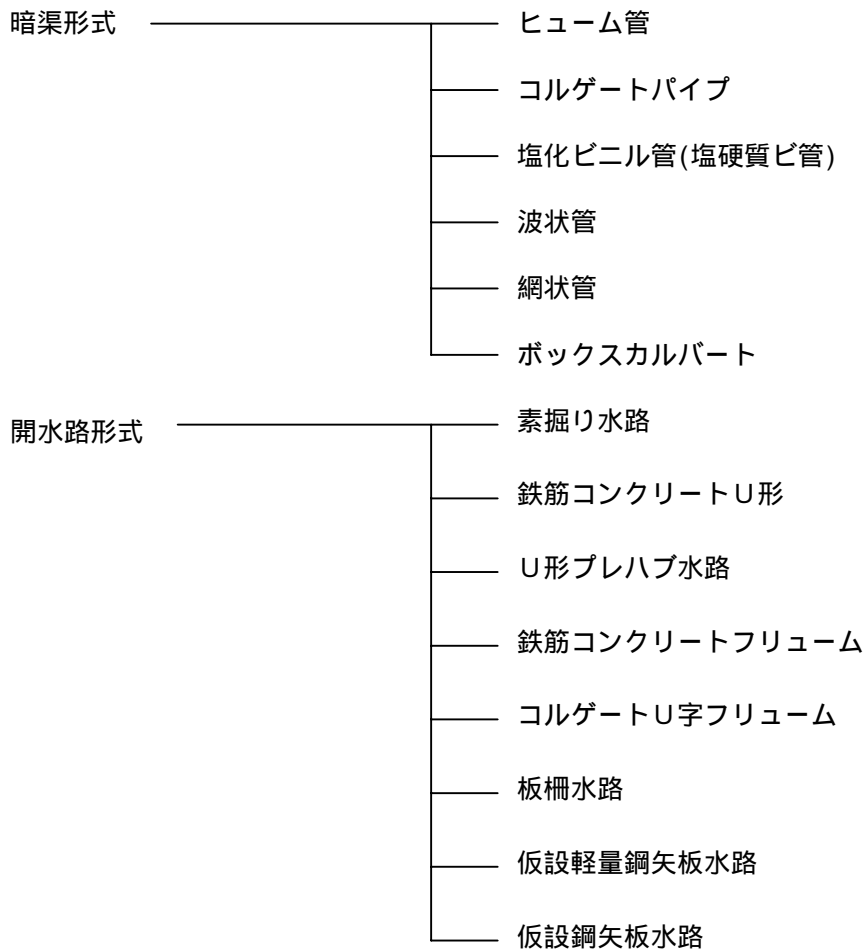 暗渠形式
ヒューム管
コルゲートパイプ
塩化ビニル管(塩硬質ビ管)
波状管
網状管
ボックスカルバート
開水路形式
素掘り水路
鉄筋コンクリートU形
U形プレハブ水路
鉄筋コンクリートフリューム
コルゲートU字フリューム
板柵水路
仮設軽量鋼矢板水路
仮設鋼矢板水路